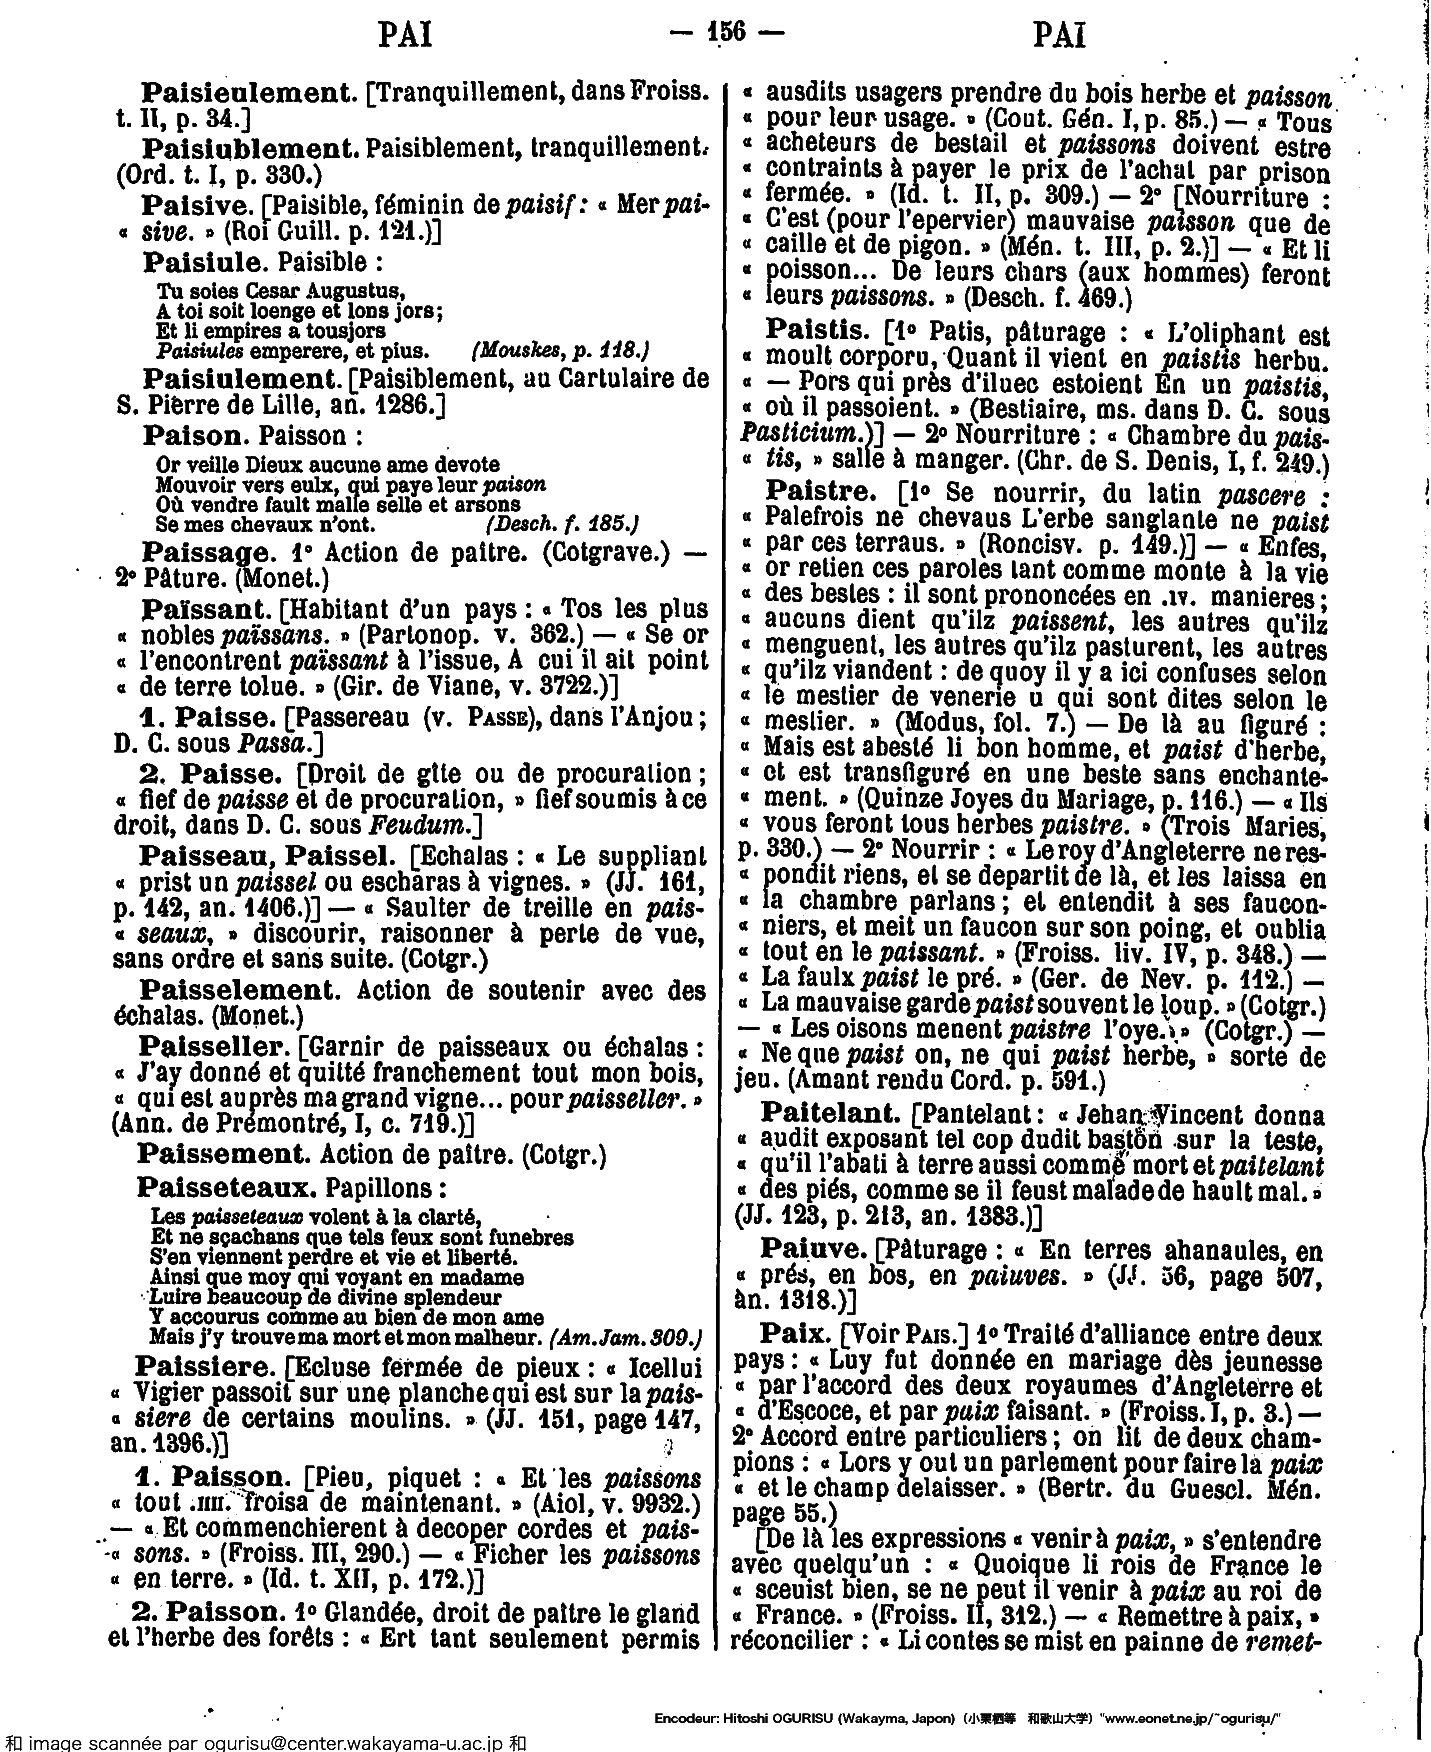 PAI — 156 — PAI
Paisieulement. [Tranquillement, dans Froiss.
t. II, p. 34.]
Paisiublement. Paisiblement, tranquillement.
(Ord. t. I, p. 330.)
Paisive. [Paisible, féminin de paisif : « Mer pai-
« sive. » (Roi Guill. p. 121.)]
Paisiule. Paisible :
Tu soies Cesar Augustus,
A toi soit loenge et lons jors;
Et li empires a tousjors
Paisiules emperere, et pius. (Mouskes, p. 118.)
Paisiulement. [Paisiblement, au Cartulaire de
S. Pierre de Lille, an. 1286.]
Paison. Paisson :
Or veille Dieux aucune ame devote
Mouvoir vers eulx, qui paye leur paison
Où vendre fault malle selle et arsons
Se mes chevaux n'ont. (Desch. f. 185.)
Paissage. 1° Action de paître. (Cotgrave.) —
2° Pâture. (Monet.)
Païssant. [Habitant d'un pays : « Tos les plus
« nobles païssans. » (Partonop. v. 362.) — « Se or
« l'encontrent païssant à l'issue, A cui il ait point
« de terre tolue. » (Gir. de Viane, v. 3722.)]
1. Paisse. [Passereau (v. PASSE), dans l'Anjou ;
D. C. sous Passa.]
2. Paisse. [Droit de gîte ou de procuration ;
« fief de paisse et de procuration, » fief soumis à ce
droit, dans D. C. sous Feudum.]
Paisseau, Paissel. [Echalas : « Le suppliant
« prist un paissel ou escharas à vignes. » (JJ. 161,
p. 142, an. 1406.)] — « Saulter de treille en pais-
« seaux, » discourir, raisonner à perte de vue,
sans ordre et sans suite. (Cotgr.)
Paisselement. Action de soutenir avec des
échalas. (Monet.)
Paisseller. [Garnir de paisseaux ou échalas :
« J'ay donné et quitté franchement tout mon bois,
« qui est auprès ma grand vigne... pour paisseller. »
(Ann. de Prémontré, I, c. 719.)]
Paissement. Action de paître. (Cotgr.)
Paisseteaux. Papillons :
Les paisseteaux volent à la clarté,
Et ne sçachans que tels feux sont funebres
S'en viennent perdre et vie et liberté.
Ainsi que moy qui voyant en madame
Luire beaucoup de divine splendeur
Y accourus comme au bien de mon ame
Mais j'y trouve ma mort et mon malheur. (Am. Jam. 309.)
Paissiere. [Ecluse fermée de pieux : « Icellui
« Vigier passoit sur une planche qui est sur la pais-
« siere de certains moulins. » (JJ. 151, page 147,
an. 1396.)]
1. Paisson. [Pieu, piquet : « Et les paissons
« tout .IIII. froisa de maintenant. » (Aiol, v. 9932.)
— « Et commenchierent à decoper cordes et pais-
« sons. » (Froiss. III, 290.) — « Ficher les paissons
« en terre. » (Id. t. XII, p. 172.)]
2. Paisson. 1° Glandée, droit de paître le gland
et l'herbe des forêts : « Ert tant seulement permis
« ausdits usagers prendre du bois herbe et paisson
« pour leur usage. » (Cout. Gén. I, p. 85.) — « Tous
« acheteurs de bestail et paissons doivent estre
« contraints à payer le prix de l'achat par prison
« fermée. » (Id. t. II, p. 309.) — 2° [Nourriture :
« C'est (pour l'epervier) mauvaise paisson que de
« caille et de pigon. » (Mén. t. III, p. 2.)] — « Et li
« poisson... De leurs chars (aux hommes) feront
« leurs paissons. » (Desch. f. 469.)
Paistis. [1° Patis, pâturage : « L'oliphant est
« moult corporu, Quant il vient en paistis herbu.
« — Pors qui près d'iluec estoient En un paistis,
« où il passoient. » (Bestiaire, ms. dans D. C. sous
Pasticium.)] — 2° Nourriture : « Chambre du pais-
« tis, » salle à manger. (Chr. de S. Denis, I, f. 249.)
Paistre. [1° Se nourrir, du latin pascere :
« Palefrois ne chevaus L'erbe sanglante ne paist
« par ces terraus. » (Roncisv. p. 149.)] — « Enfes,
« or retien ces paroles tant comme monte à la vie
« des bestes : il sont prononcées en .IV. manieres ;
« aucuns dient qu'ilz paissent, les autres qu'ilz
« menguent, les autres qu'ilz pasturent, les autres
« qu'ilz viandent : de quoy il y a ici confuses selon
« le mestier de venerie u qui sont dites selon le
« mestier. » (Modus, fol. 7.) — De là au figuré :
« Mais est abesté li bon homme, et paist d'herbe,
« et est transfiguré en une beste sans enchante-
« ment. » (Quinze Joyes du Mariage, p. 116.) — « Ils
« vous feront tous herbes paistre. » (Trois Maries,
p. 330.) — 2° Nourrir : « Le roy d'Angleterre ne res-
« pondit riens, et se departit de là, et les laissa en
« la chambre parlans ; et entendit à ses faucon-
« niers, et meit un faucon sur son poing, et oublia
« tout en le paissant. » (Froiss. liv. IV, p. 348.) —
« La faulx paist le pré. » (Ger. de Nev. p. 112.) —
« La mauvaise garde paist souvent le loup. » (Cotgr.)
— « Les oisons menent paistre l'oye. » (Cotgr.) —
« Ne que paist on, ne qui paist herbe, » sorte de
jeu. (Amant rendu Cord. p. 591.)
Paitelant. [Pantelant : « Jehan Vincent donna
« audit exposant tel cop dudit baston sur la teste,
« qu'il l'abati à terre aussi comme mort et paitelant
« des piés, comme se il feust malade de hault mal. »
(JJ. 123, p. 213, an. 1383.)]
Paiuve. [Pâturage : « En terres ahanaules, en
« prés, en bos, en paiuves. » (JJ. 56, page 507,
an. 1318.)]
Paix. [Voir PAIS.] 1° Traité d'alliance entre deux
pays : « Luy fut donnée en mariage dès jeunesse
« par l'accord des deux royaumes d'Angleterre et
« d'Escoce, et par paix faisant. » (Froiss. I, p. 3.) —
2° Accord entre particuliers ; on lit de deux cham-
pions : « Lors y out un parlement pour faire la paix
« et le champ delaisser. » (Bertr. du Guescl. Mén.
page 55.)
[De là les expressions « venir à paix, » s'entendre
avec quelqu'un : « Quoique li rois de France le
« sceuist bien, se ne peut il venir à paix au roi de
« France. » (Froiss. II, 312.) — « Remettre à paix, »
réconcilier : « Li contes se mist en painne de remet-
Encodeur: Hitoshi OGURISU (Wakayma, Japon) (小栗栖等 和歌山大学) "www.eonet.ne.jp/~ogurisu/"
和 image scannée par ogurisu@center.wakayama-u.ac.jp 和